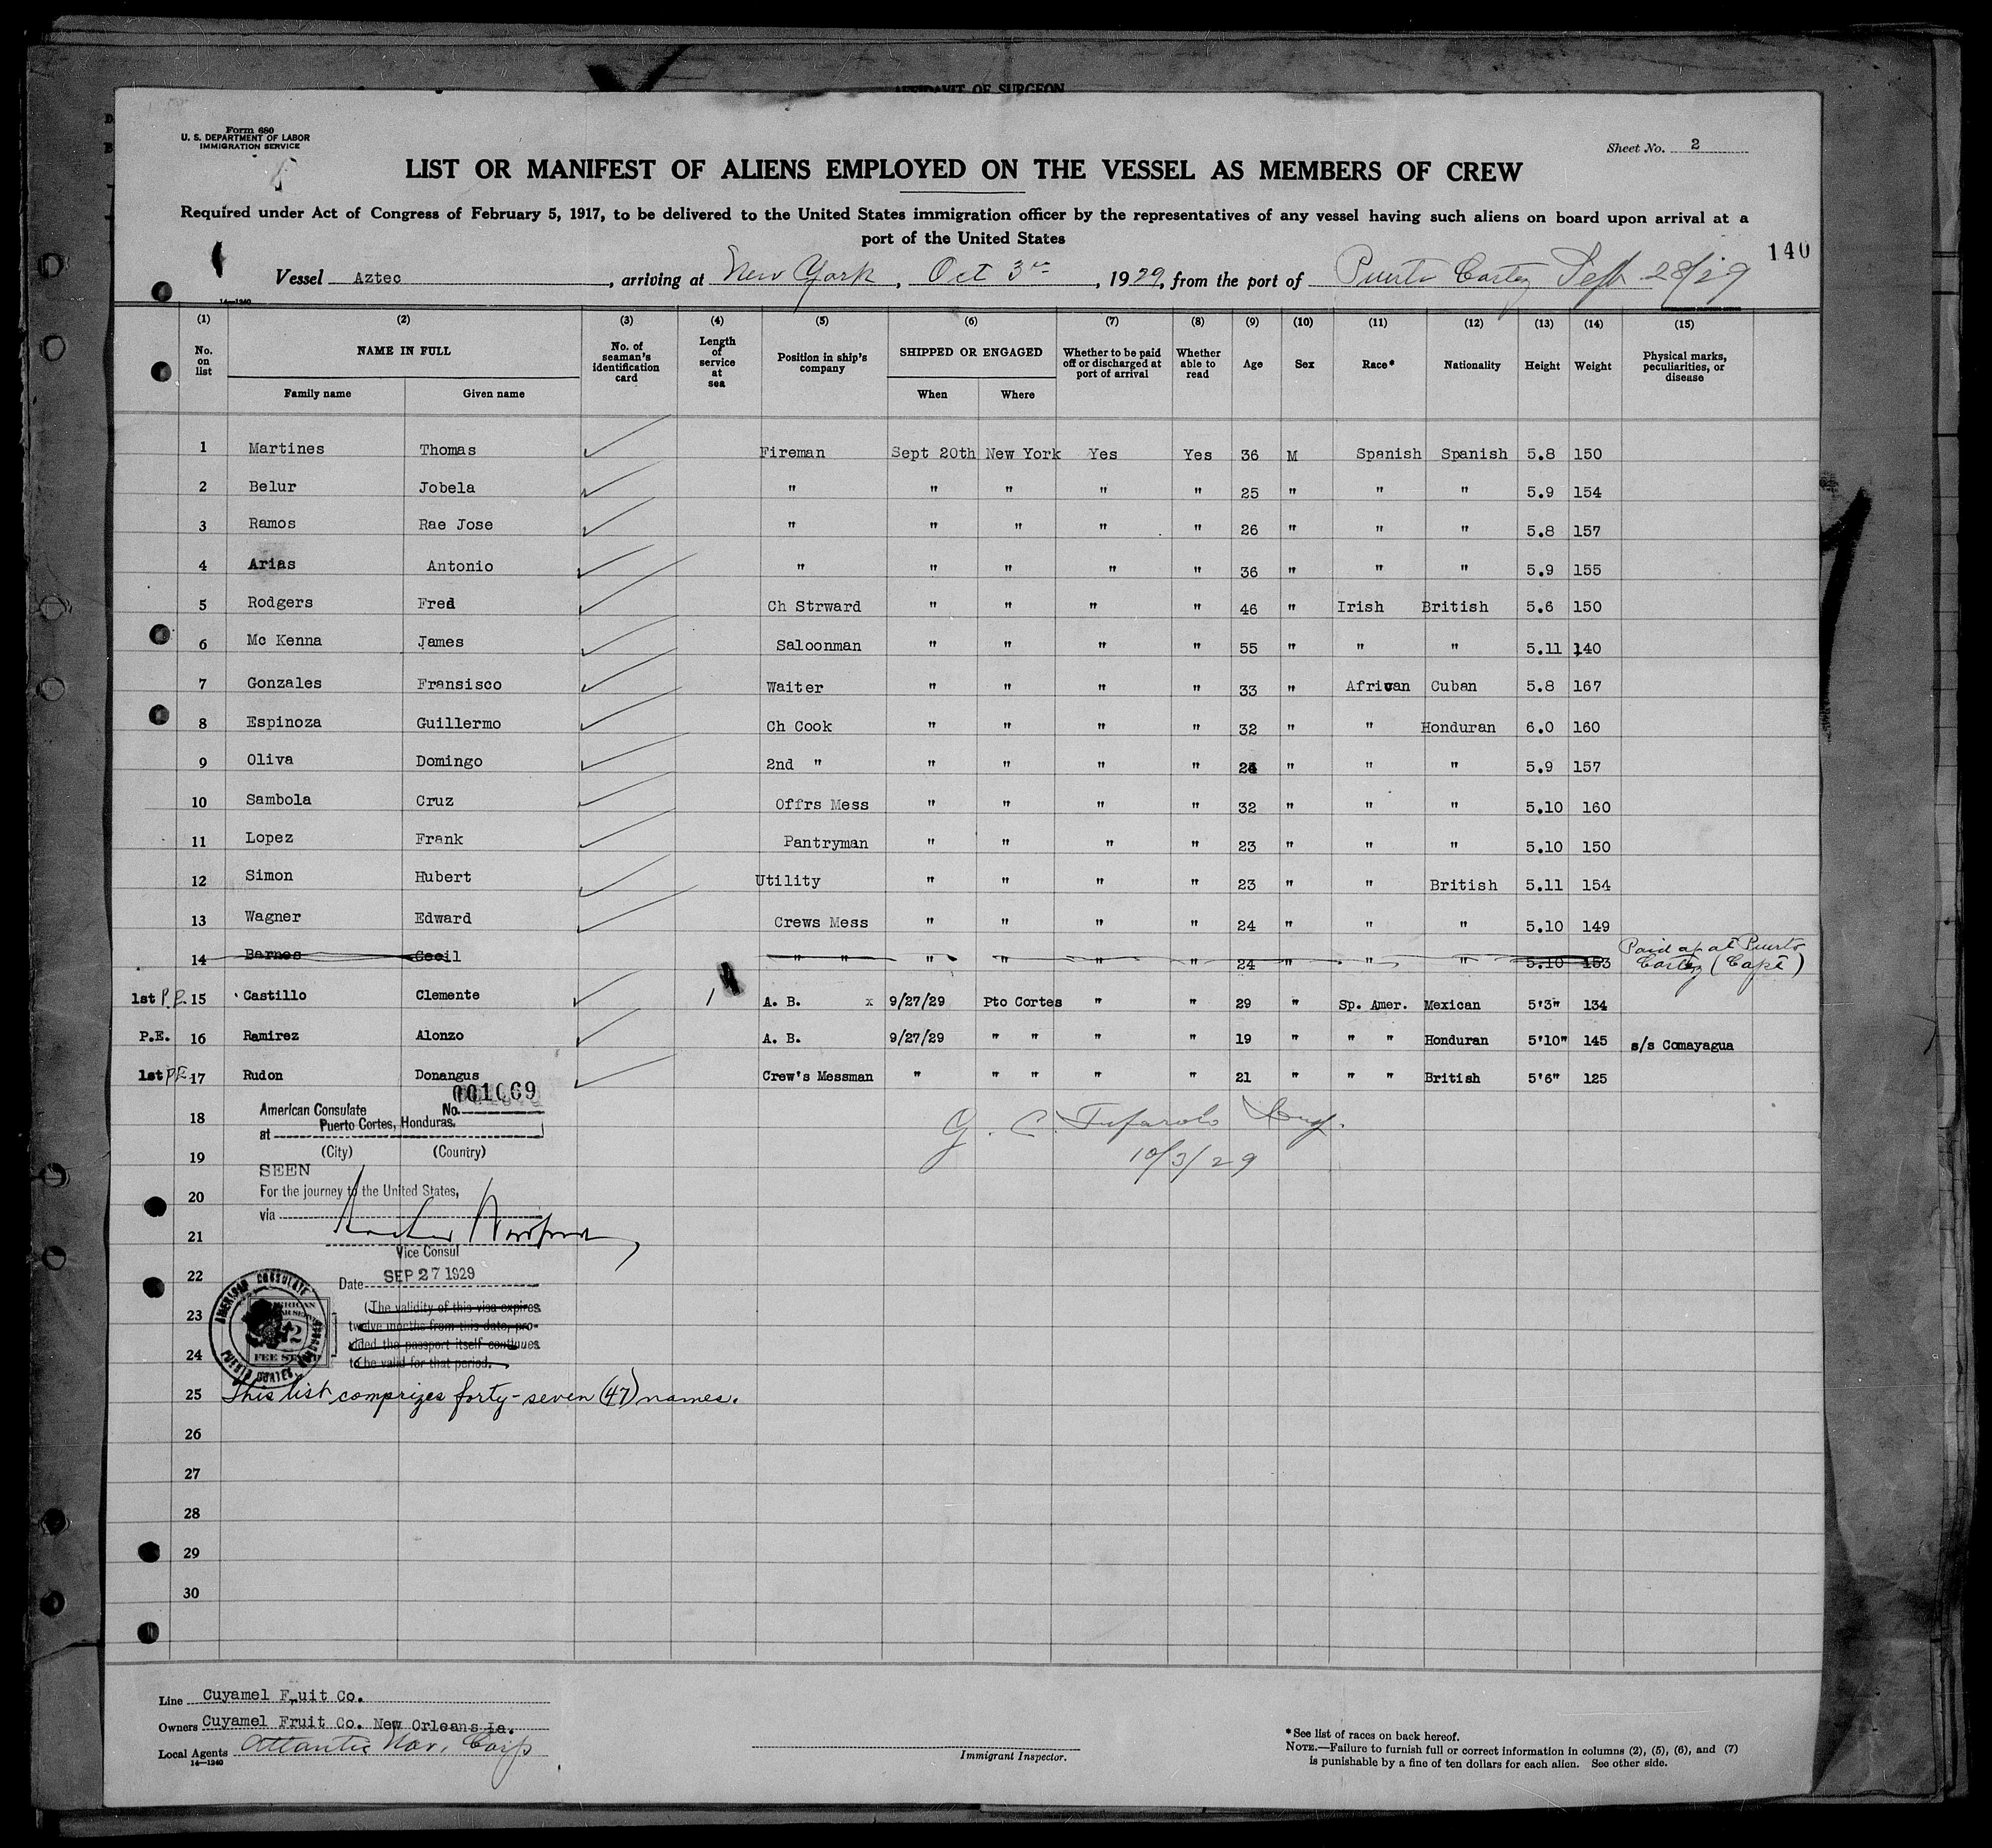 AFFIDAVIT OF SURGEON
Form 680
U. S. DEPARTMENT OF LABOR
IMMIGRATION SERVICE
Sheet No. 2
LIST OR MANIFEST OF ALIENS EMPLOYED ON THE VESSEL AS MEMBERS OF CREW
Required under Act of Congress of February 5, 1917, to be delivered to the United States immigration officer by the representatives of any vessel having such aliens on board upon arrival at a
port of the United States
140
Vessel Aztec, arriving at New York, Oct 3rd, 1929, from the port of Puerto Cortez Sept 28/29
14—1240
(1) (2) (3) (4) (5) (6) (7) (8) (9) (10) (11) (12) (13) (14) (15)
No. on list NAME IN FULL No. of seaman's identification card Length of service at sea Position in ship's company SHIPPED OR ENGAGED Whether to be paid off or discharged at port of arrival Whether able to read Age Sex Race* Nationality Height Weight Physical marks, peculiarities, or disease
Family name Given name When Where
1 Martines Thomas Fireman Sept 20th New York Yes Yes 36 M Spanish Spanish 5.8 150
2 Belur Jobela " " " " " 25 " " " 5.9 154
3 Ramos Rae Jose " " " " " 26 " " " 5.8 157
4 Arias Antonio " " " " " 36 " " " 5.9 155
5 Rodgers Fred Ch Strward " " " " 46 " Irish British 5.6 150
6 Mc Kenna James Saloonman " " " " 55 " " " 5.11 140
7 Gonzales Fransisco Waiter " " " " 33 " African Cuban 5.8 167
8 Espinoza Guillermo Ch Cook " " " " 32 " " Honduran 6.0 160
9 Oliva Domingo 2nd " " " " " 24 " " " 5.9 157
10 Sambola Cruz Offrs Mess " " " " 32 " " " 5.10 160
11 Lopez Frank Pantryman " " " " 23 " " " 5.10 150
12 Simon Hubert Utility " " " " 23 " " British 5.11 154
13 Wagner Edward Crews Mess " " " " 24 " " " 5.10 149
14 Barnes Cecil " " " " " " 24 " " " 5.10 153 Paid off at Puerto
Cortez (Capt)
1st P.E. 15 Castillo Clemente 1 A. B. x 9/27/29 Pto Cortes " " 29 " Sp. Amer. Mexican 5'3" 134
P.E. 16 Ramirez Alonzo A. B. 9/27/29 " " " " 19 " " " Honduran 5'10" 145 s/s Comayagua
1st P.E. 17 Rudon Donangus Crew's Messman " " " " " 21 " " " British 5'6" 125
18
American Consulate No. 001069
at Puerto Cortes, Honduras.
19
(City) (Country)
SEEN
G. C. 
10/3/29
20
For the journey to the United States,
via
21
Vice Consul
22
Date SEP 27 1929
23
(The validity of this visa expires
twelve months from this date, pro-
vided the passport itself continues
24
to be valid for that period.
AMERICAN CONSULATE
PUERTO CORTES
AMERICAN
2
FEE STAMP
25 This list comprizes forty-seven (47) names.
26
27
28
29
30
Line Cuyamel Fruit Co.
Owners Cuyamel Fruit Co. New Orleans La.
Local Agents Atlantic Nav. Corp
14—1240
Immigrant Inspector.
*See list of races on back hereof.
NOTE.—Failure to furnish full or correct information in columns (2), (5), (6), and (7)
is punishable by a fine of ten dollars for each alien. See other side.